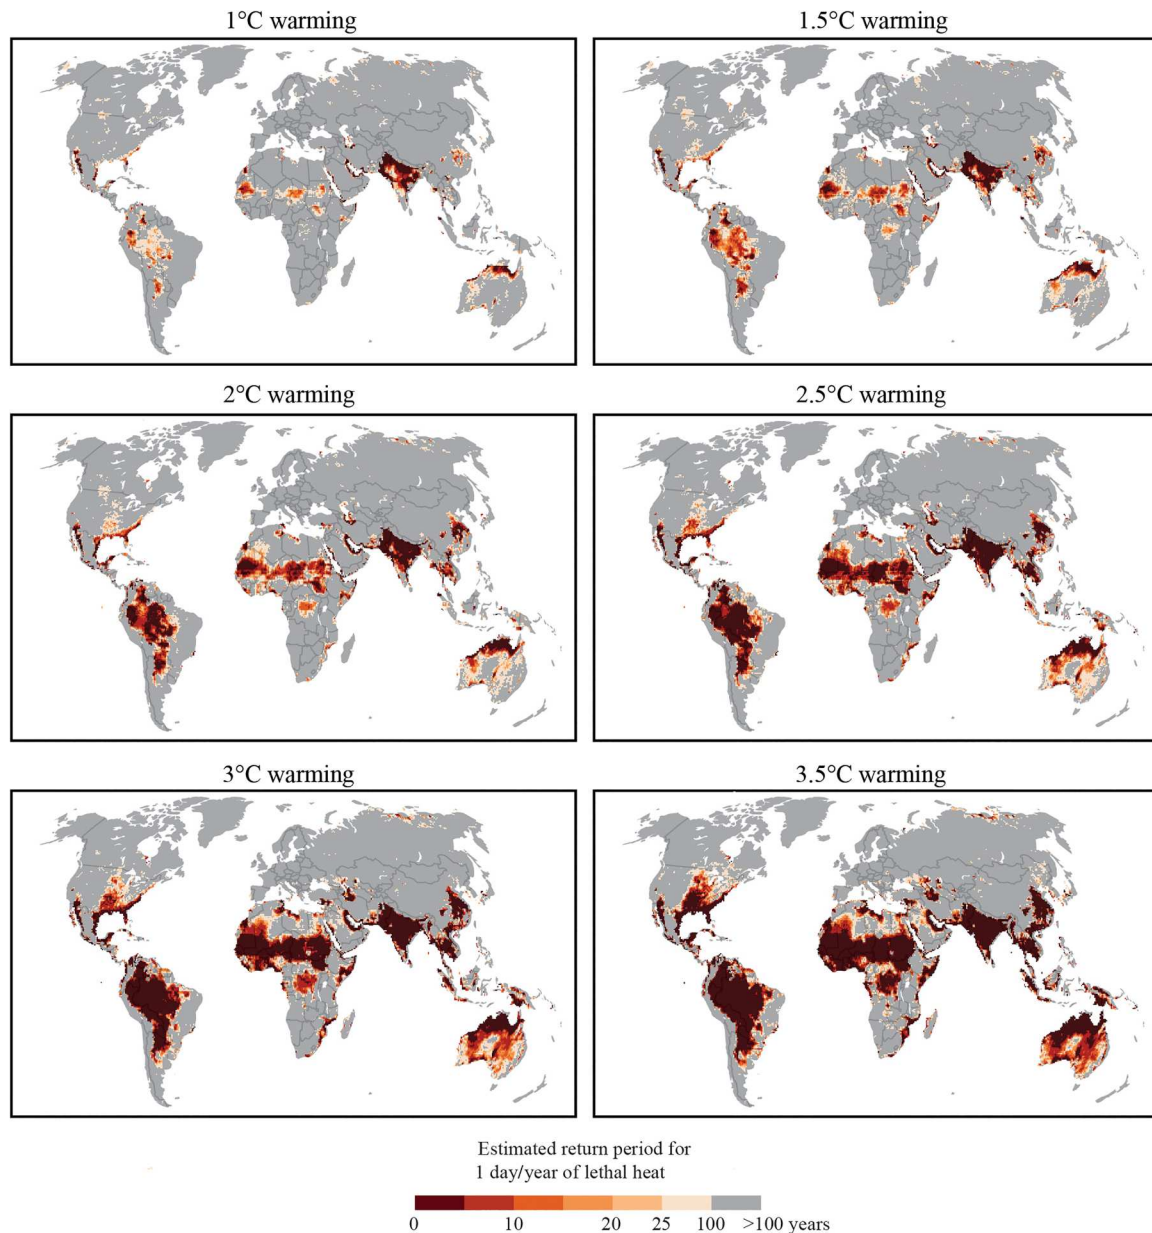 1°C warming
1.5°C warming
2°C warming
2.5°C warming
3°C warming
3.5°C warming
Estimated return period for
1 day/year of lethal heat
0 10 20 25 100 >100 years